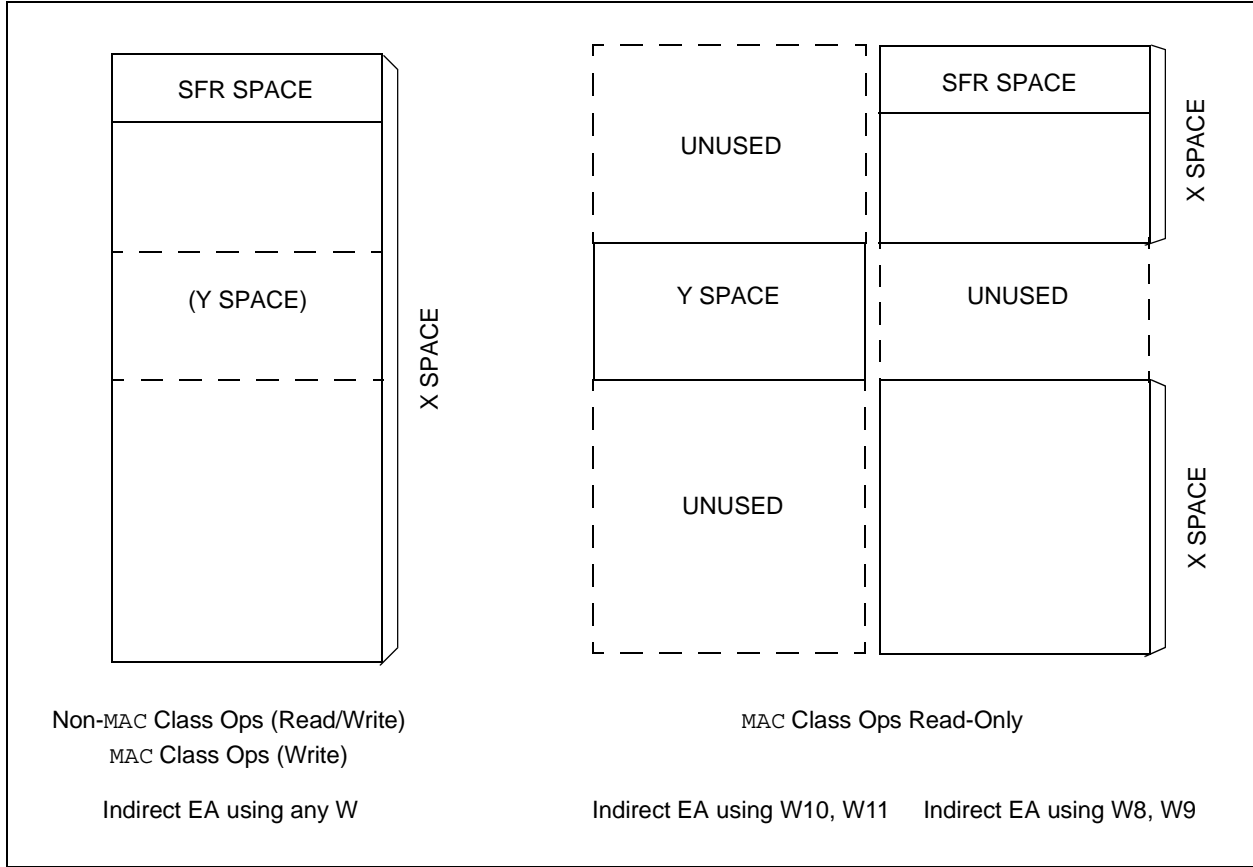 SFR SPACE
(Y SPACE)
X SPACE
Non-MAC Class Ops (Read/Write)
MAC Class Ops (Write)
Indirect EA using any W
UNUSED
Y SPACE
UNUSED
SFR SPACE
X SPACE
UNUSED
X SPACE
MAC Class Ops Read-Only
Indirect EA using W10, W11
Indirect EA using W8, W9